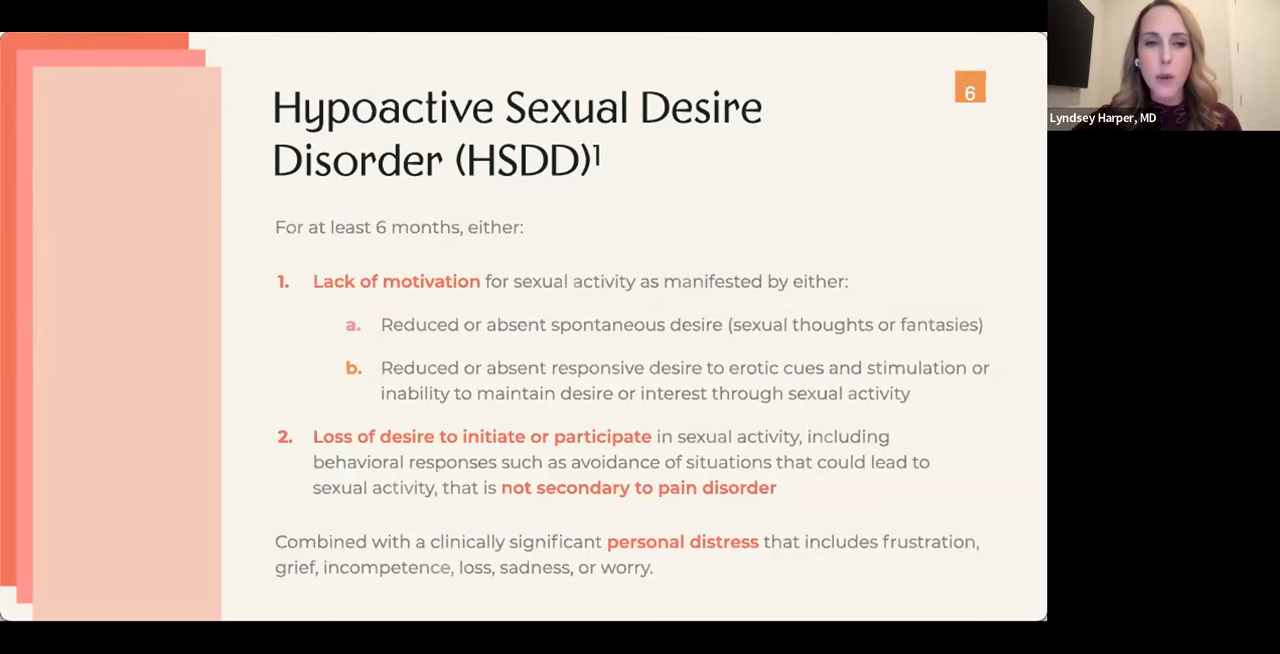 Hypoactive Sexual Desire
Disorder (HSDD)¹
6
For at least 6 months, either:
1. Lack of motivation for sexual activity as manifested by either:
a. Reduced or absent spontaneous desire (sexual thoughts or fantasies)
b. Reduced or absent responsive desire to erotic cues and stimulation or
inability to maintain desire or interest through sexual activity
2. Loss of desire to initiate or participate in sexual activity, including
behavioral responses such as avoidance of situations that could lead to
sexual activity, that is not secondary to pain disorder
Combined with a clinically significant personal distress that includes frustration,
grief, incompetence, loss, sadness, or worry.
Lyndsey Harper, MD